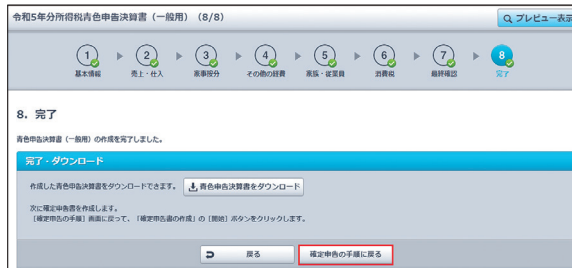 令和5年分所得税青色申告決算書（一般用）（8/8）
プレビュー表示
1 2 3 4 5 6 7 8
基本情報 売上・仕入 家事按分 その他の経費 家族・従業員 消費税 最終確認 完了
8. 完了
青色申告決算書（一般用）の作成を完了しました。
完了・ダウンロード
作成した青色申告決算書をダウンロードできます。 青色申告決算書をダウンロード
次に確定申告書を作成します。
［確定申告の手順］画面に戻って、「確定申告書の作成」の［開始］ボタンをクリックします。
戻る 確定申告の手順に戻る